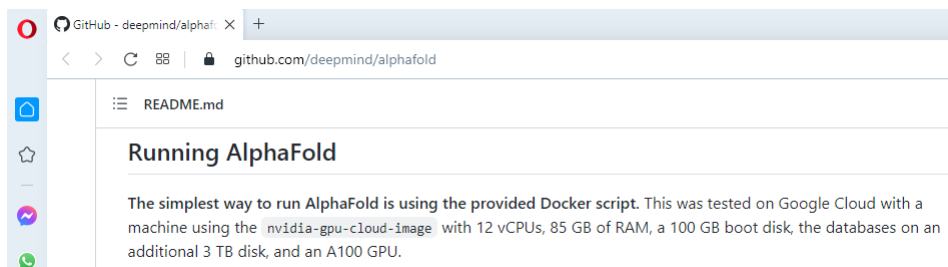 GitHub - deepmind/alphafo
github.com/deepmind/alphafold
README.md
Running AlphaFold
The simplest way to run AlphaFold is using the provided Docker script. This was tested on Google Cloud with a
machine using the nvidia-gpu-cloud-image with 12 vCPUs, 85 GB of RAM, a 100 GB boot disk, the databases on an
additional 3 TB disk, and an A100 GPU.